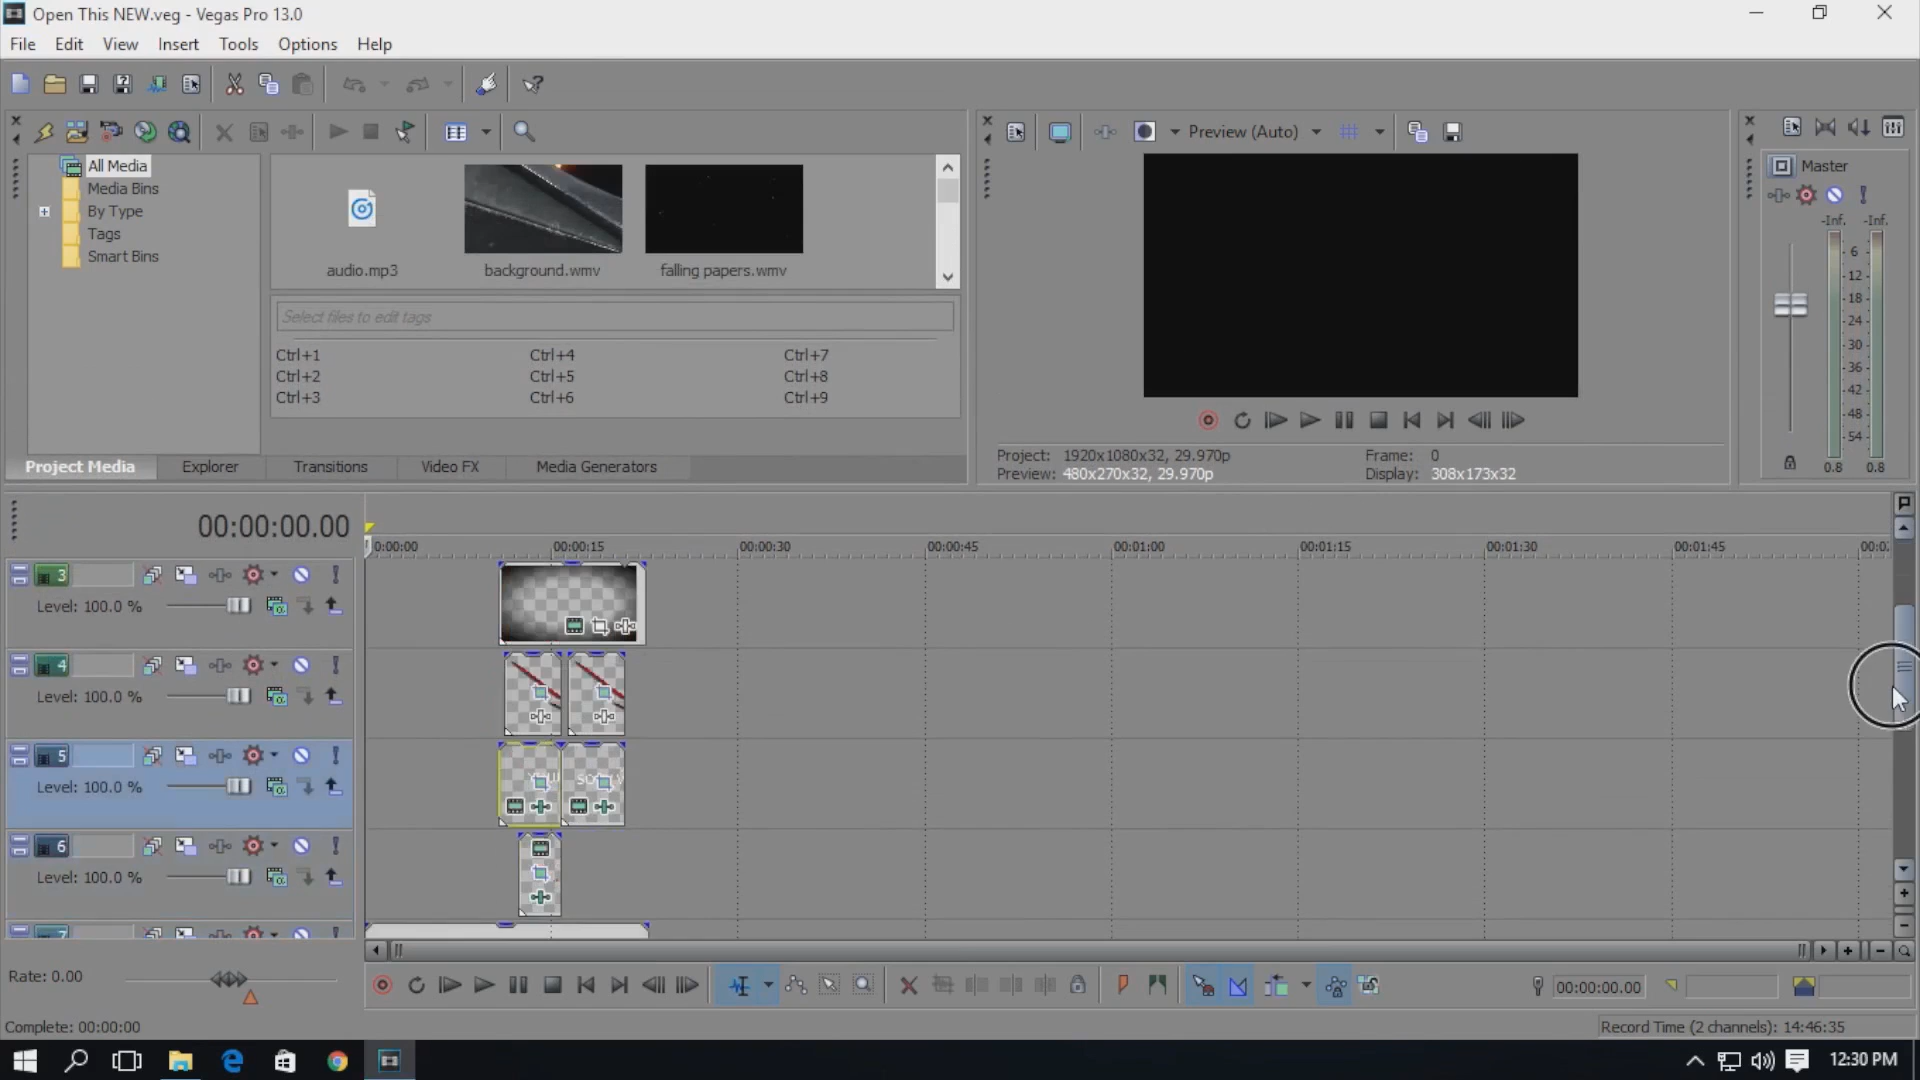 Open This NEW.veg - Vegas Pro 13.0
File Edit View Insert Tools Options Help
Preview (Auto)
All Media
Media Bins
By Type
Tags
Smart Bins
audio.mp3
background.wmv
falling papers.wmv
Select files to edit tags
Ctrl+1 Ctrl+4 Ctrl+7
Ctrl+2 Ctrl+5 Ctrl+8
Ctrl+3 Ctrl+6 Ctrl+9
Project Media Explorer Transitions Video FX Media Generators
Project: 1920x1080x32, 29.970p Frame: 0
Preview: 480x270x32, 29.970p Display: 308x173x32
Master
-Inf. -Inf.
6
12
18
24
30
36
42
48
54
0.8 0.8
00:00:00.00
0:00:00 00:00:15 00:00:30 00:00:45 00:01:00 00:01:15 00:01:30 00:01:45
3
Level: 100.0 %
4
Level: 100.0 %
5
Level: 100.0 %
6
Level: 100.0 %
7
Rate: 0.00
00:00:00.00
Complete: 00:00:00
Record Time (2 channels): 14:46:35
12:30 PM